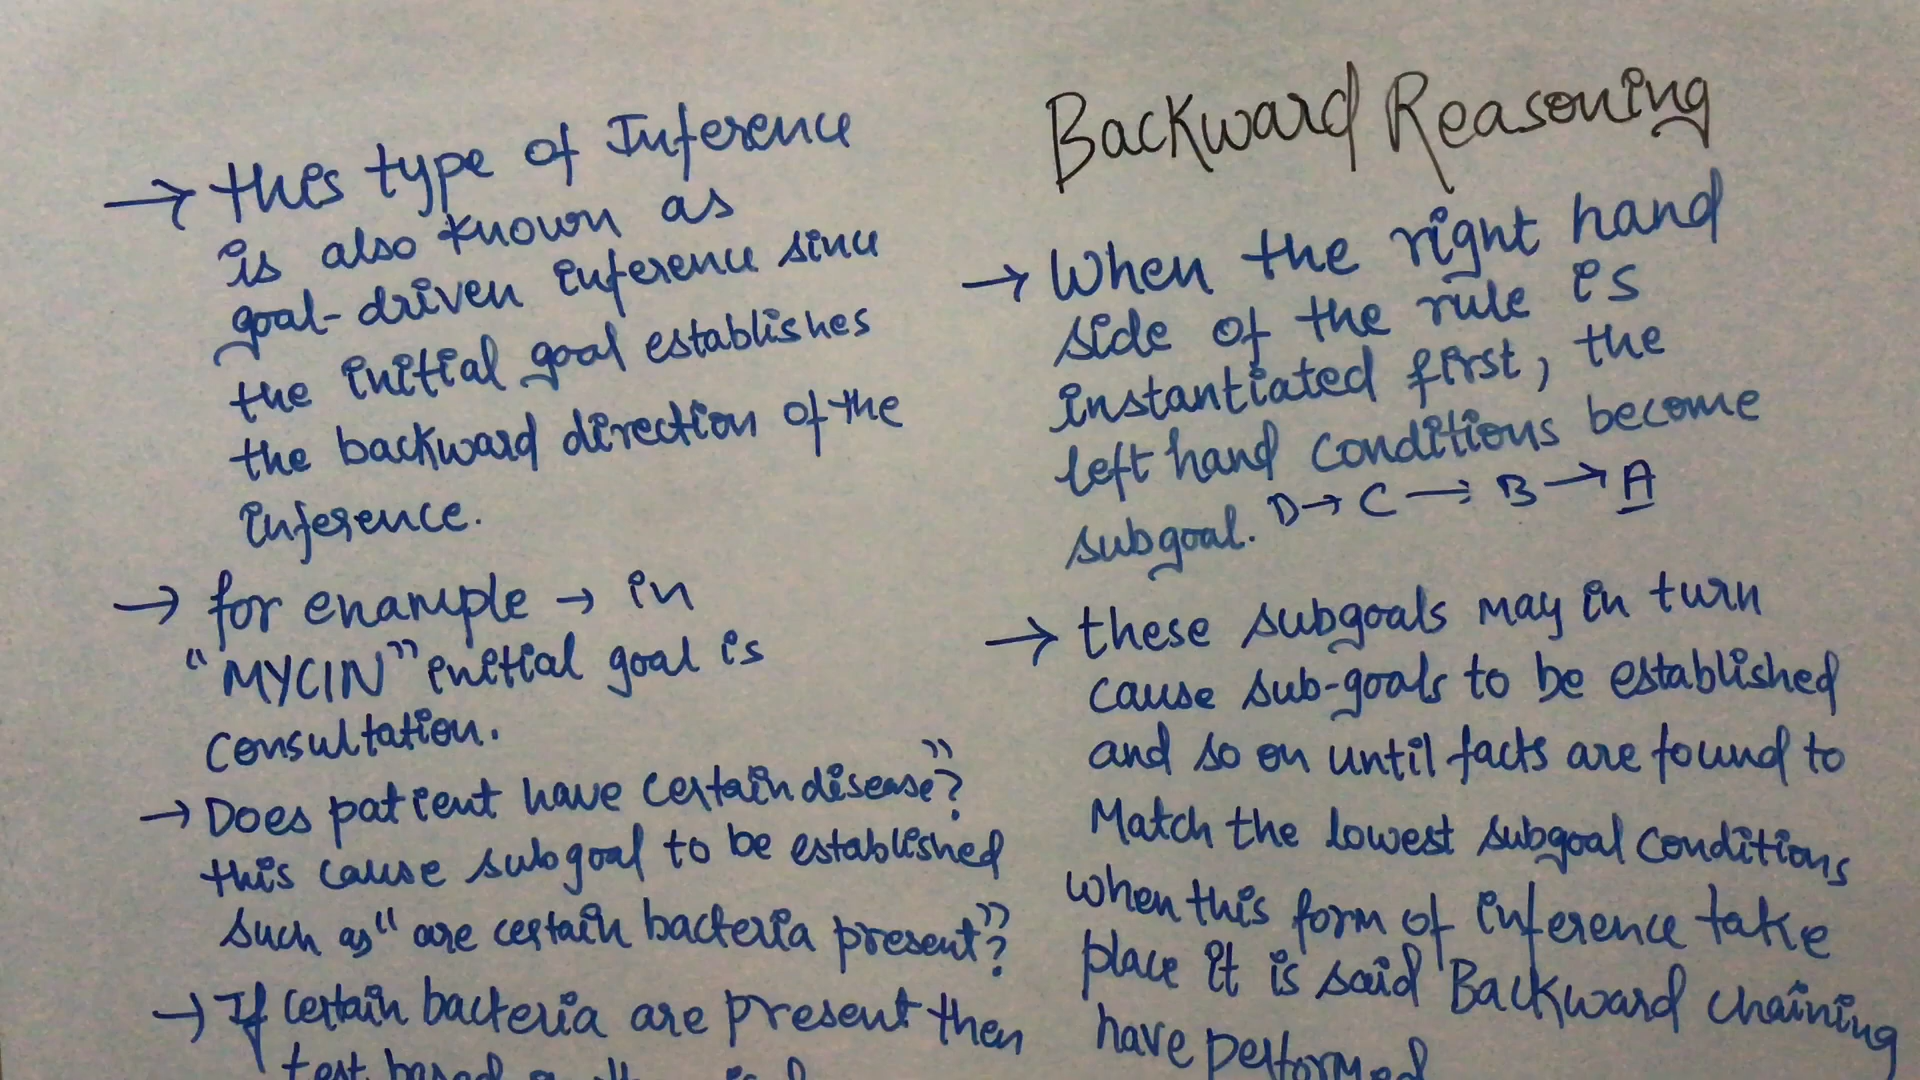 Backward Reasoning
→ When the right hand
side of the rule is
instantiated first, the
left hand conditions become
subgoal. D→ C → B → A
→ these subgoals may in turn
cause sub-goals to be established
and so on until facts are found to
Match the lowest subgoal conditions
when this form of inference take
place it is said Backward chaining
have performed
→ this type of Inference
is also known as
goal-driven inference since
the initial goal establishes
the backward direction of the
inference.
→ for example → in
"MYCIN" initial goal is
consultation.
→ Does patient have certain disease"?
this cause subgoal to be established
such as "are certain bacteria present"?
→ If certain bacteria are present then
test based